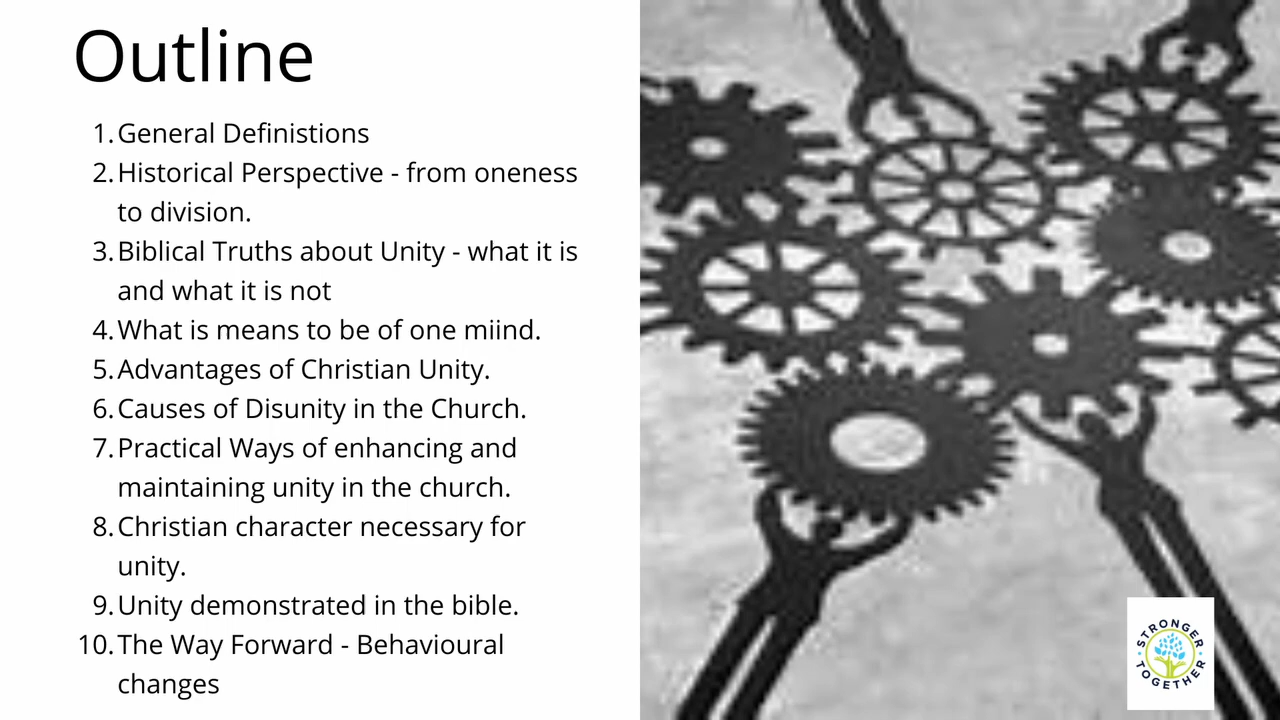 Outline
1. General Definistions
2. Historical Perspective - from oneness
to division.
3. Biblical Truths about Unity - what it is
and what it is not
4. What is means to be of one miind.
5. Advantages of Christian Unity.
6. Causes of Disunity in the Church.
7. Practical Ways of enhancing and
maintaining unity in the church.
8. Christian character necessary for
unity.
9. Unity demonstrated in the bible.
10. The Way Forward - Behavioural
changes
STRONGER
TOGETHER